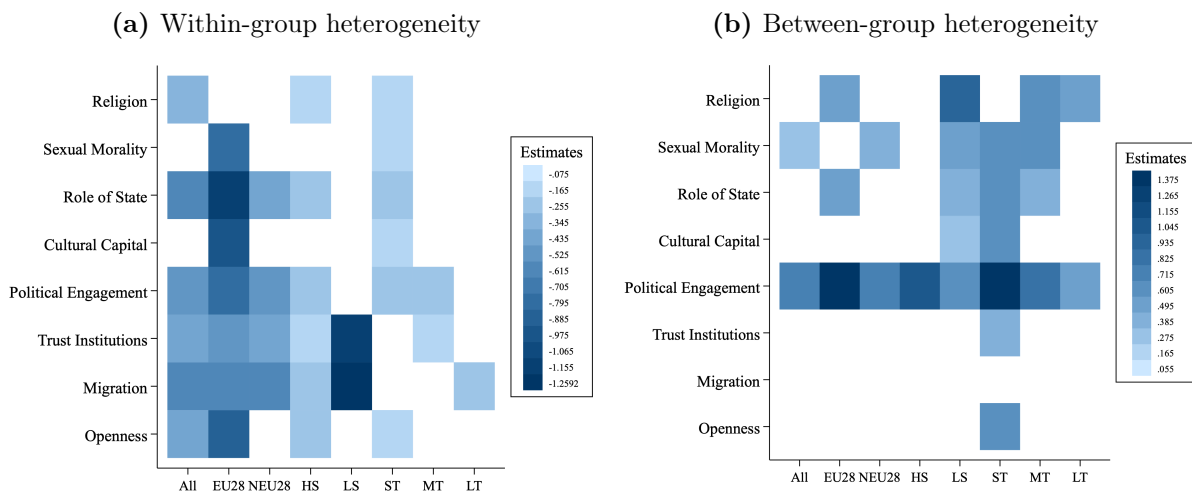 (a) Within-group heterogeneity
Religion
Sexual Morality
Role of State
Cultural Capital
Political Engagement
Trust Institutions
Migration
Openness
All EU28 NEU28 HS LS ST MT LT
Estimates
-.075
-.165
-.255
-.345
-.435
-.525
-.615
-.705
-.795
-.885
-.975
-1.065
-1.155
-1.2592
(b) Between-group heterogeneity
Religion
Sexual Morality
Role of State
Cultural Capital
Political Engagement
Trust Institutions
Migration
Openness
All EU28 NEU28 HS LS ST MT LT
Estimates
1.375
1.265
1.155
1.045
.935
.825
.715
.605
.495
.385
.275
.165
.055